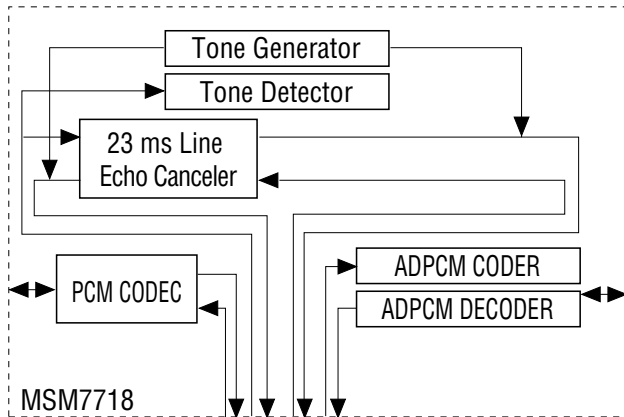 Tone Generator
Tone Detector
23 ms Line
Echo Canceler
PCM CODEC
ADPCM CODER
ADPCM DECODER
MSM7718